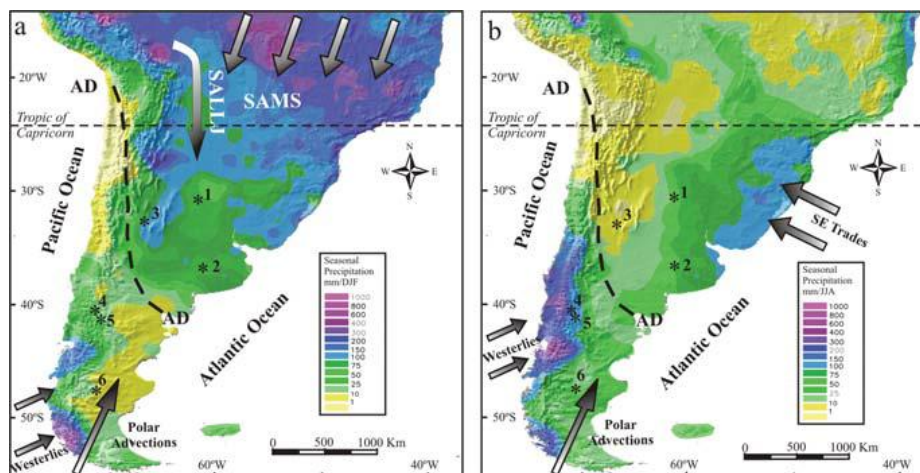 a
AD
SALLJ
SAMS
20°W
Tropic of
Capricorn
Pacific Ocean
N
W E
S
30°S
*1
*3
*2
Seasonal
Precipitation
mm/DJF
1000
800
600
400
300
200
150
100
75
50
25
10
1
40°S
4
*
*5
AD
Atlantic Ocean
6
*
Westerlies
50°S
Polar
Advections
0 500 1000 Km
60°W
40°W
b
AD
20°W
Tropic of
Capricorn
Pacific Ocean
N
W E
S
30°S
*1
*3
SE Trades
*2
Seasonal
Precipitation
mm/JJA
1000
800
600
400
300
200
150
100
75
50
25
10
1
40°S
4
*
*5
AD
Atlantic Ocean
Westerlies
6
*
50°S
Polar
Advections
0 500 1000 Km
60°W
40°W